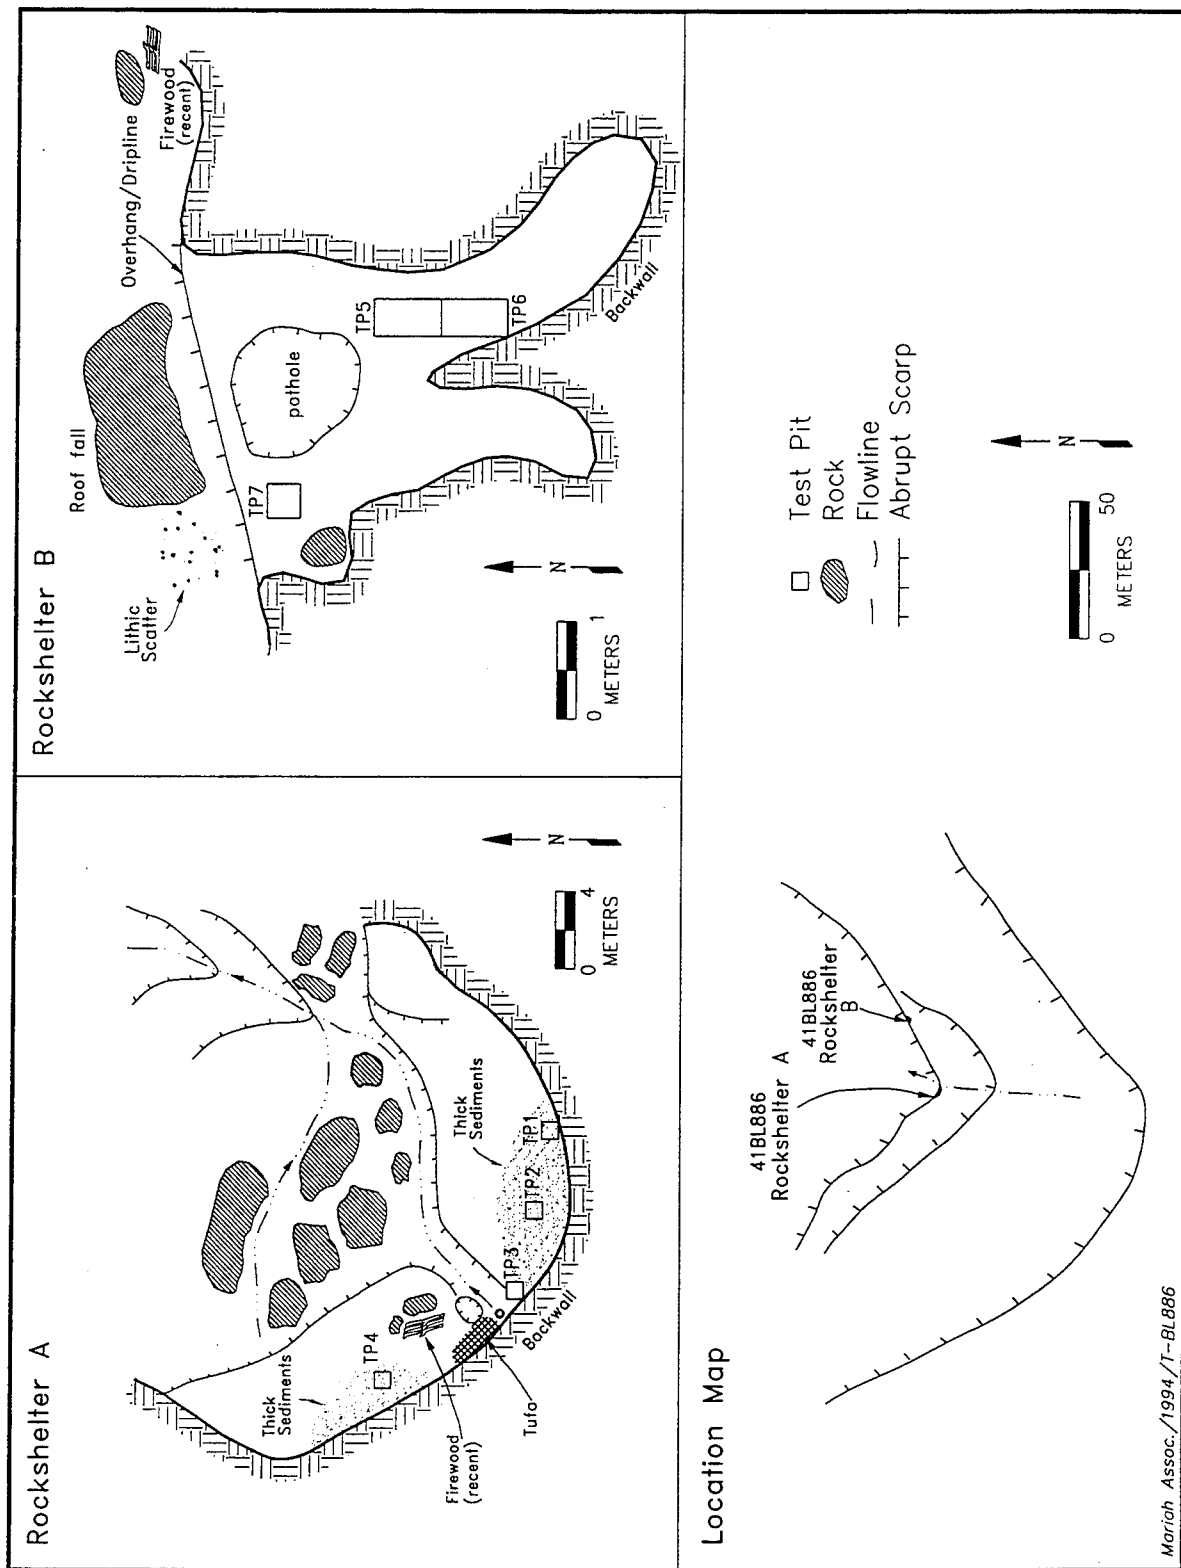 Rockshelter A
Thick
Sediments
TP4
Firewood
(recent)
Tufa
Backwall
TP3
TP2
TP1
Thick
Sediments
N
0 4
METERS
Rockshelter B
Lithic
Scatter
Roof fall
Overhang/Dripline
Firewood
(recent)
TP7
pothole
TP5
TP6
Backwall
N
0 1
METERS
Location Map
41BL886
Rockshelter A
41BL886
Rockshelter
B
Test Pit
Rock
Flowline
Abrupt Scarp
N
0 50
METERS
Mariah Assoc./1994/T-BL886